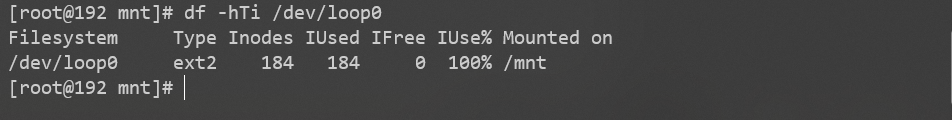 [root@192 mnt]# df -hTi /dev/loop0
Filesystem     Type Inodes IUsed IFree IUse% Mounted on
/dev/loop0     ext2    184   184     0  100% /mnt
[root@192 mnt]#